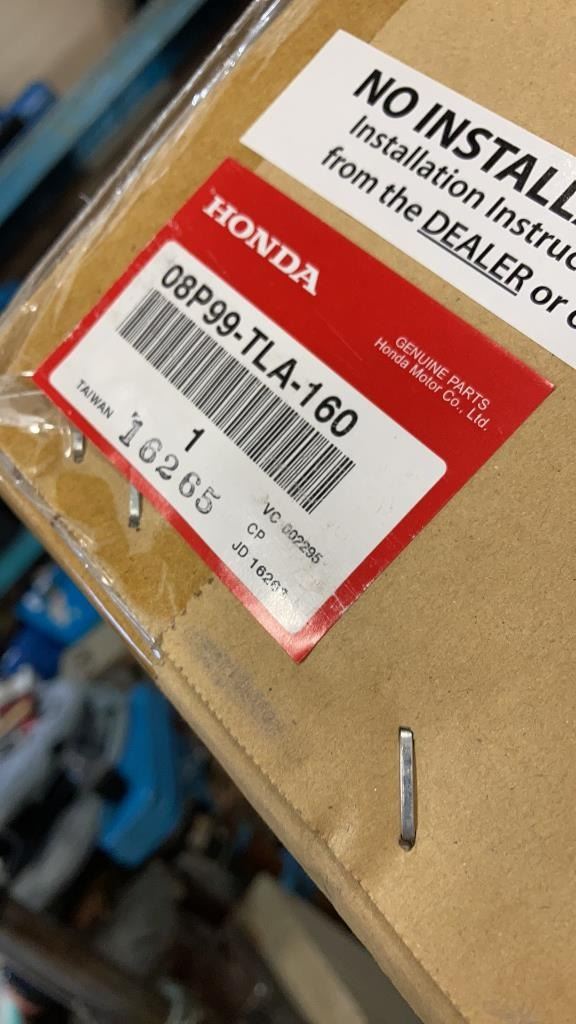 NO INSTALL
Installation Instruc
from the DEALER or
HONDA
GENUINE PARTS
Honda Motor Co., Ltd.
08P99-TLA-160
1
TAIWAN
16265
VC 002295
CP
JD